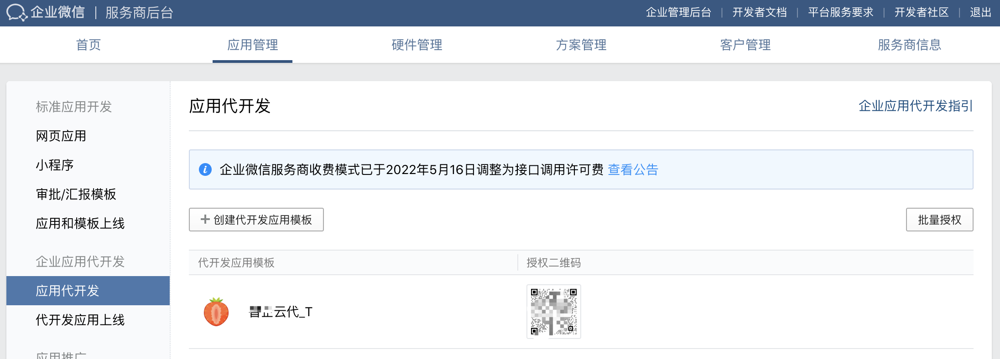 企业微信 | 服务商后台
企业管理后台 | 开发者文档 | 平台服务要求 | 开发者社区 | 退出
首页 应用管理 硬件管理 方案管理 客户管理 服务商信息
标准应用开发
网页应用
小程序
审批/汇报模板
应用和模板上线
企业应用代开发
应用代开发
代开发应用上线
应用推广
应用代开发
企业应用代开发指引
企业微信服务商收费模式已于2022年5月16日调整为接口调用许可费 查看公告
创建代开发应用模板
批量授权
代开发应用模板 授权二维码
云代_T